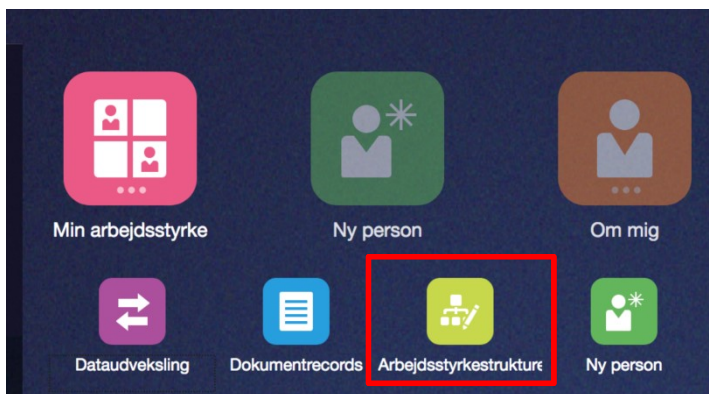 Min arbejdsstyrke Ny person Om mig
Dataudveksling Dokumentrecords Arbejdsstyrkestrukture Ny person